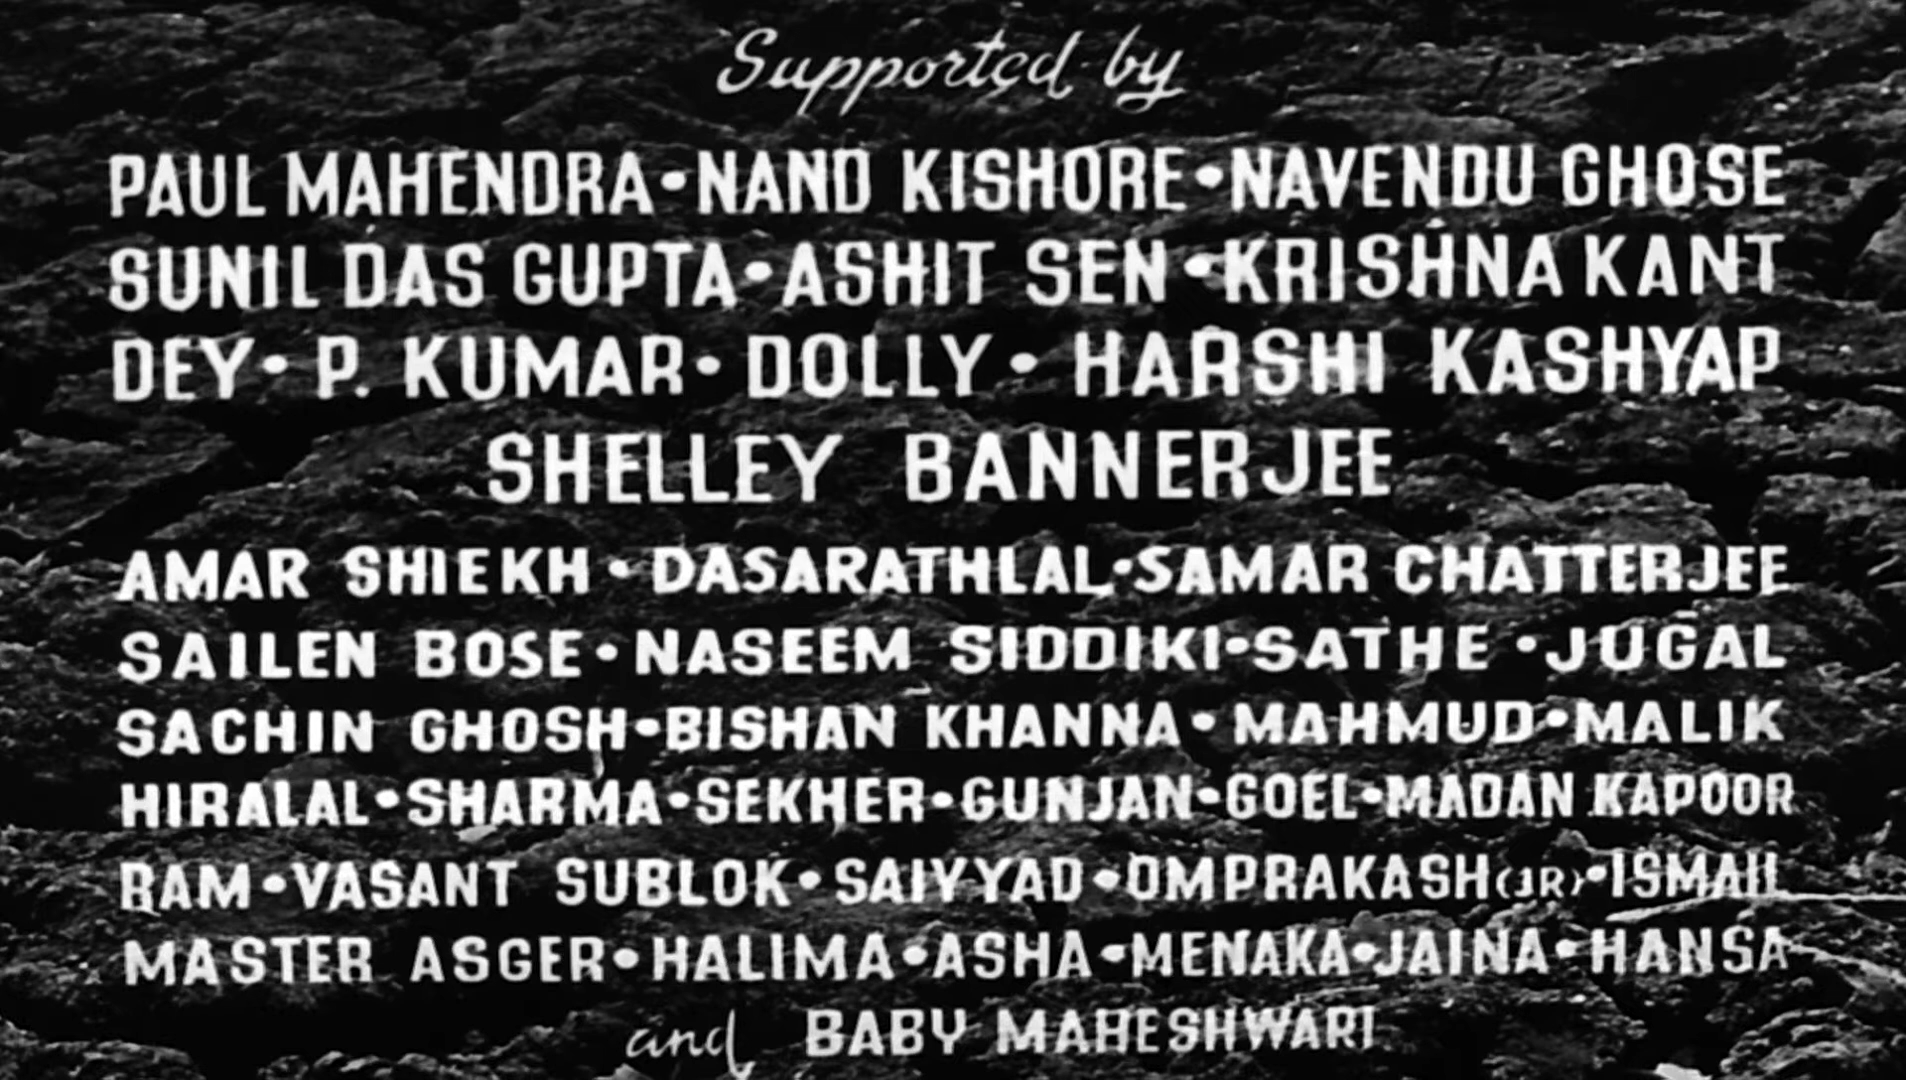 Supported by
PAUL MAHENDRA•NAND KISHORE•NAVENDU GHOSE
SUNIL DAS GUPTA•ASHIT SEN•KRISHNA KANT
DEY•P. KUMAR•DOLLY•HARSHI KASHYAP
SHELLEY BANNERJEE
AMAR SHIEKH•DASARATHLAL•SAMAR CHATTERJEE
SAILEN BOSE•NASEEM SIDDIKI•SATHE•JUGAL
SACHIN GHOSH•BISHAN KHANNA•MAHMUD•MALIK
HIRALAL•SHARMA•SEKHER•GUNJAN•GOEL•MADAN KAPOOR
RAM•VASANT SUBLOK•SAIYYAD•OMPRAKASH(JR)•ISMAIL
MASTER ASGER•HALIMA•ASHA•MENAKA•JAINA•HANSA
and BABY MAHESHWARI